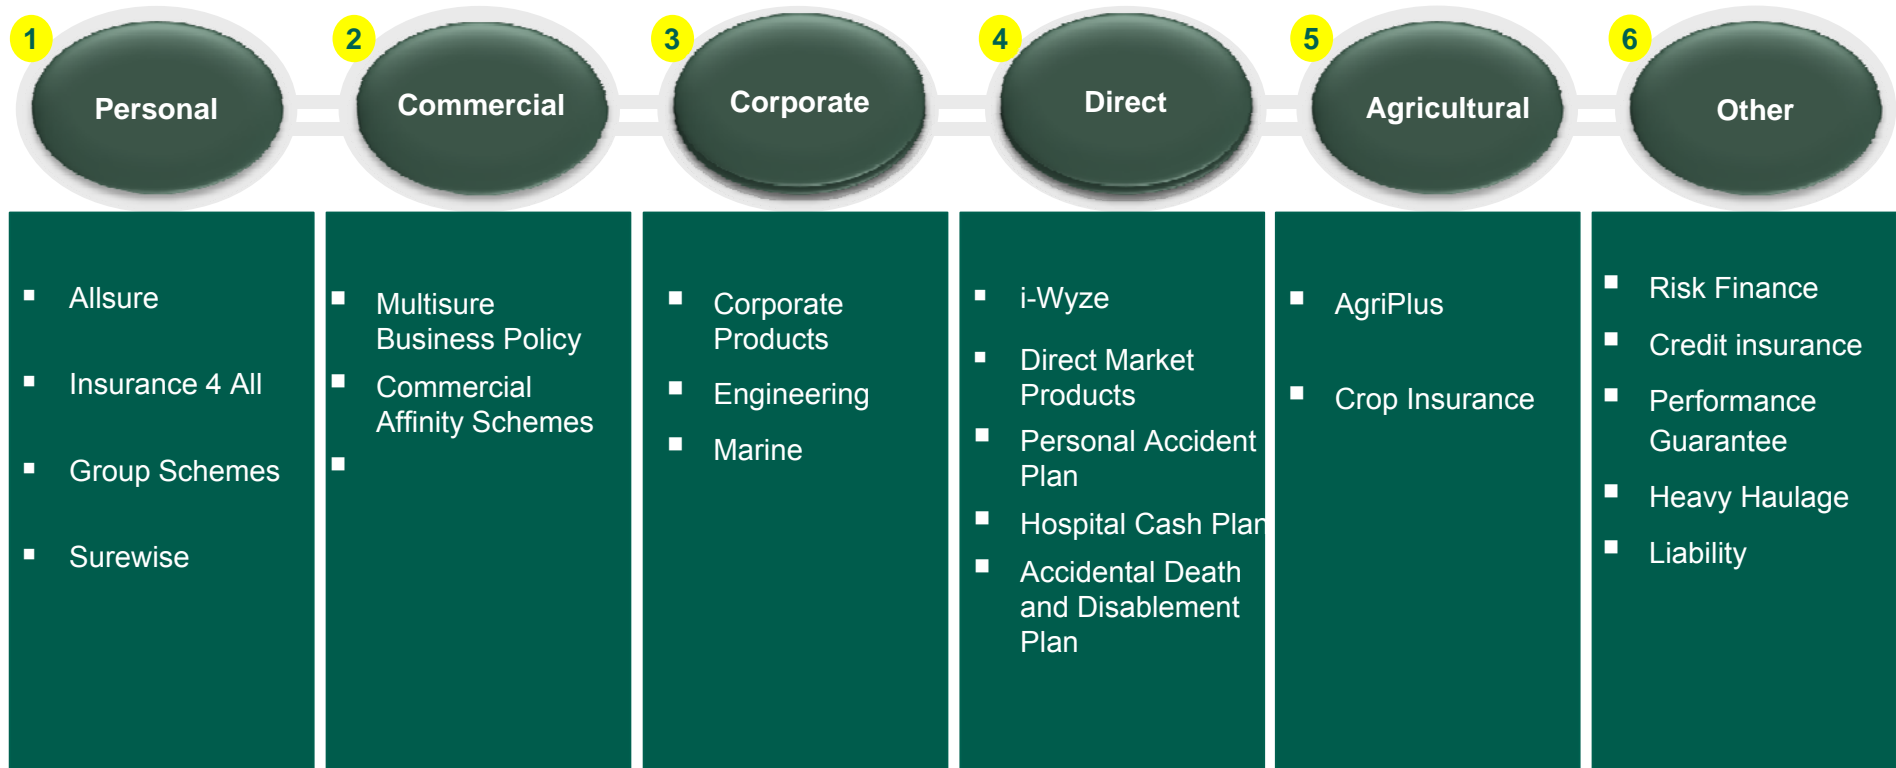 1
Personal
Allsure
Insurance 4 All
Group Schemes
Surewise
2
Commercial
Multisure
Business Policy
Commercial
Affinity Schemes
3
Corporate
Corporate
Products
Engineering
Marine
4
Direct
i-Wyze
Direct Market
Products
Personal Accident
Plan
Hospital Cash Plan
Accidental Death
and Disablement
Plan
5
Agricultural
AgriPlus
Crop Insurance
6
Other
Risk Finance
Credit insurance
Performance
Guarantee
Heavy Haulage
Liability